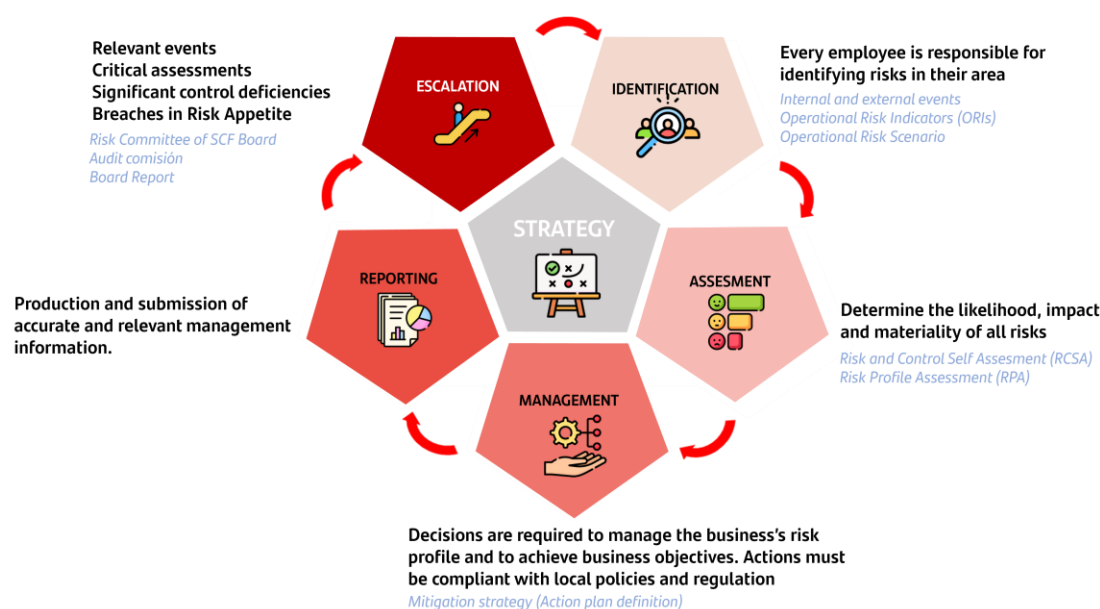 Relevant events
Critical assessments
Significant control deficiencies
Breaches in Risk Appetite
Risk Committee of SCF Board
Audit comisión
Board Report
ESCALATION
IDENTIFICATION
Every employee is responsible for
identifying risks in their area
Internal and external events
Operational Risk Indicators (ORIs)
Operational Risk Scenario
STRATEGY
REPORTING
Production and submission of
accurate and relevant management
information.
ASSESMENT
Determine the likelihood, impact
and materiality of all risks
Risk and Control Self Assesment (RCSA)
Risk Profile Assessment (RPA)
MANAGEMENT
Decisions are required to manage the business's risk
profile and to achieve business objectives. Actions must
be compliant with local policies and regulation
Mitigation strategy (Action plan definition)